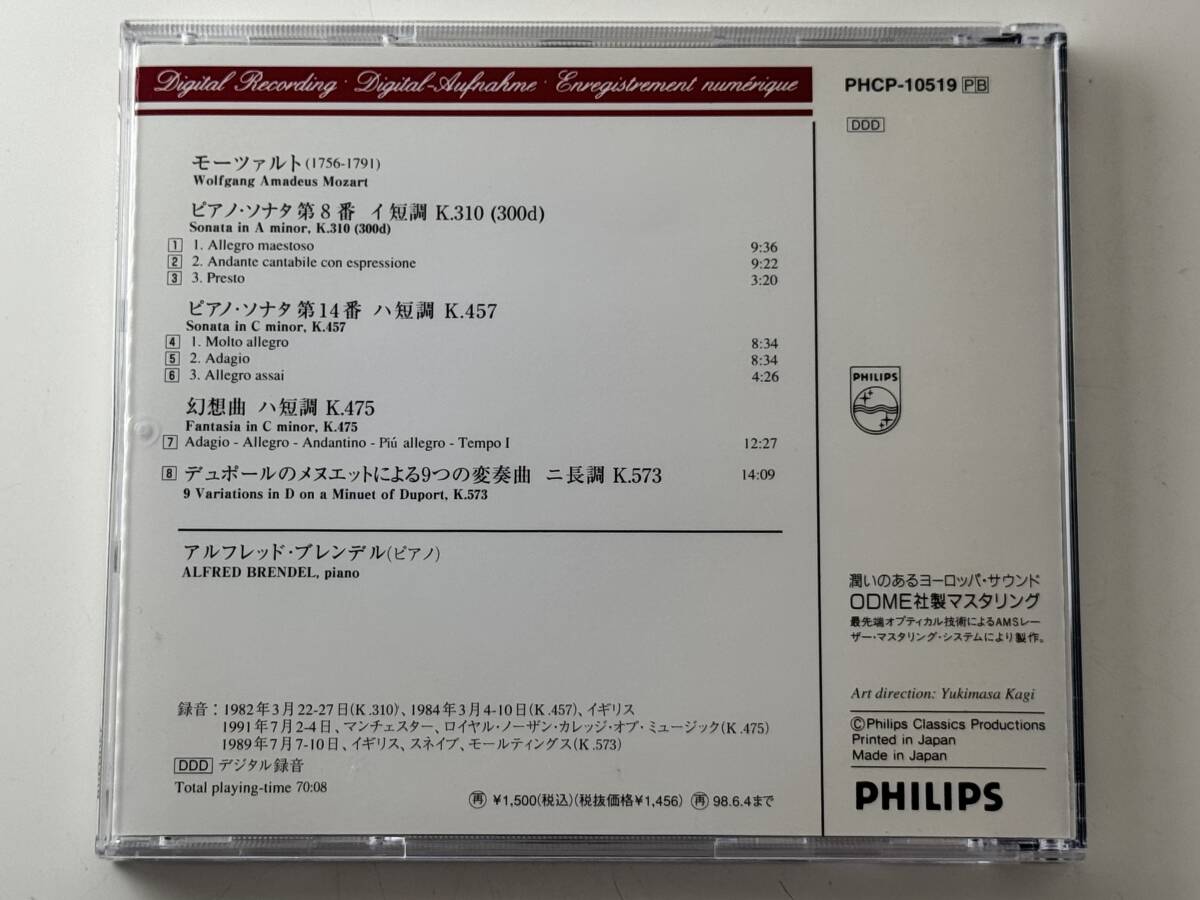 Digital Recording · Digital-Aufnahme · Enregistrement numérique
モーツァルト(1756-1791)
Wolfgang Amadeus Mozart
ピアノ・ソナタ第8番 イ短調 K.310 (300d)
Sonata in A minor, K.310 (300d)
1 1. Allegro maestoso 9:36
2 2. Andante cantabile con espressione 9:22
3 3. Presto 3:20
ピアノ・ソナタ第14番 ハ短調 K.457
Sonata in C minor, K.457
4 1. Molto allegro 8:34
5 2. Adagio 8:34
6 3. Allegro assai 4:26
幻想曲 ハ短調 K.475
Fantasia in C minor, K.475
7 Adagio - Allegro - Andantino - Piú allegro - Tempo I 12:27
8 デュポールのメヌエットによる9つの変奏曲 ニ長調 K.573 14:09
9 Variations in D on a Minuet of Duport, K.573
アルフレッド・ブレンデル(ピアノ)
ALFRED BRENDEL, piano
録音：1982年3月22-27日(K.310)、1984年3月4-10日(K.457)、イギリス
1991年7月2-4日、マンチェスター、ロイヤル・ノーザン・カレッジ・オブ・ミュージック(K.475)
1989年7月7-10日、イギリス、スネイプ、モールティングス(K.573)
DDD デジタル録音
Total playing-time 70:08
㊢ ¥1,500(税込)(税抜価格¥1,456) 再 98.6.4まで
PHCP-10519 PB
DDD
PHILIPS
潤いのあるヨーロッパ・サウンド
ODME社製マスタリング
最先端オプティカル技術によるAMSレー
ザー・マスタリング・システムにより製作。
Art direction: Yukimasa Kagi
©Philips Classics Productions
Printed in Japan
Made in Japan
PHILIPS